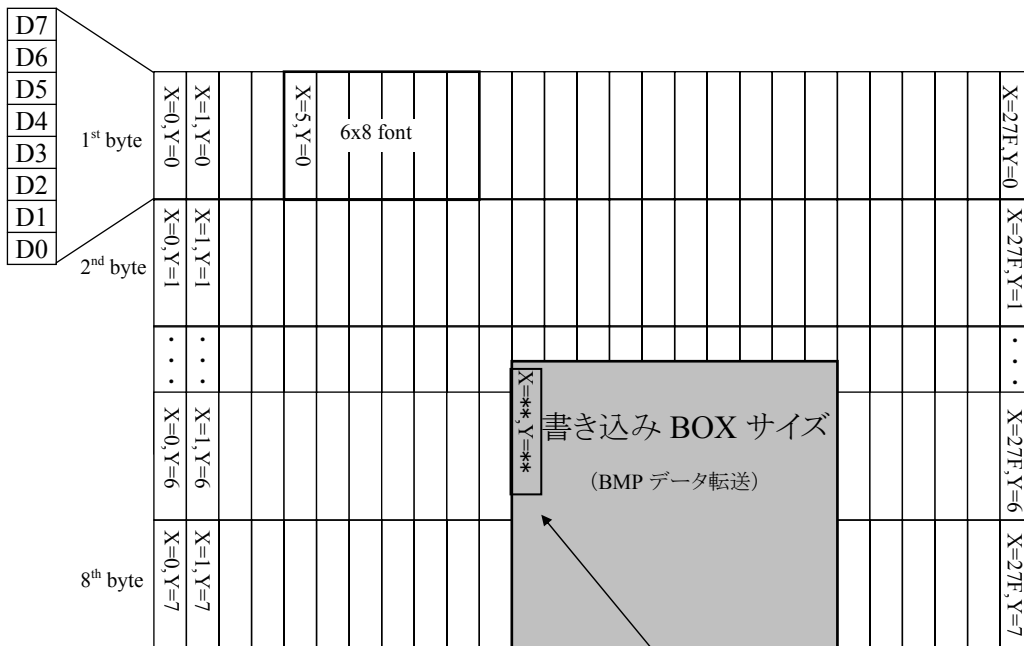 D7
D6
D5
D4
D3
D2
D1
D0
1st byte
X=0,Y=0
X=1,Y=0
X=5,Y=0
6x8 font
X=27F,Y=0
2nd byte
X=0,Y=1
X=1,Y=1
X=27F,Y=1
・・・
・・・
・・・
X=**,Y=**
書き込み BOX サイズ
(BMP データ転送)
X=0,Y=6
X=1,Y=6
X=27F,Y=6
8th byte
X=0,Y=7
X=1,Y=7
X=27F,Y=7